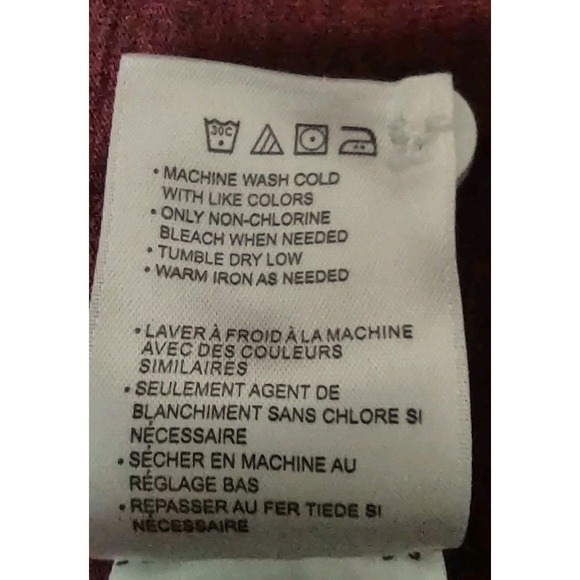 30C
• MACHINE WASH COLD
WITH LIKE COLORS
• ONLY NON-CHLORINE
BLEACH WHEN NEEDED
• TUMBLE DRY LOW
• WARM IRON AS NEEDED
• LAVER À FROID À LA MACHINE
AVEC DES COULEURS
SIMILAIRES
• SEULEMENT AGENT DE
BLANCHIMENT SANS CHLORE SI
NÉCESSAIRE
• SÉCHER EN MACHINE AU
RÉGLAGE BAS
• REPASSER AU FER TIEDE SI
NÉCESSAIRE